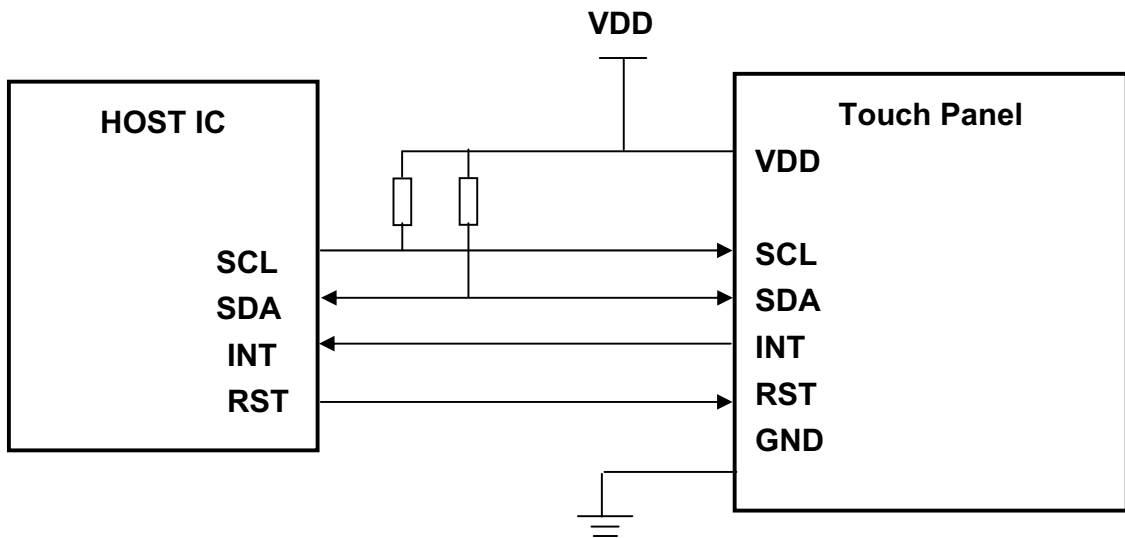 VDD
HOST IC
SCL
SDA
INT
RST
Touch Panel
VDD
SCL
SDA
INT
RST
GND